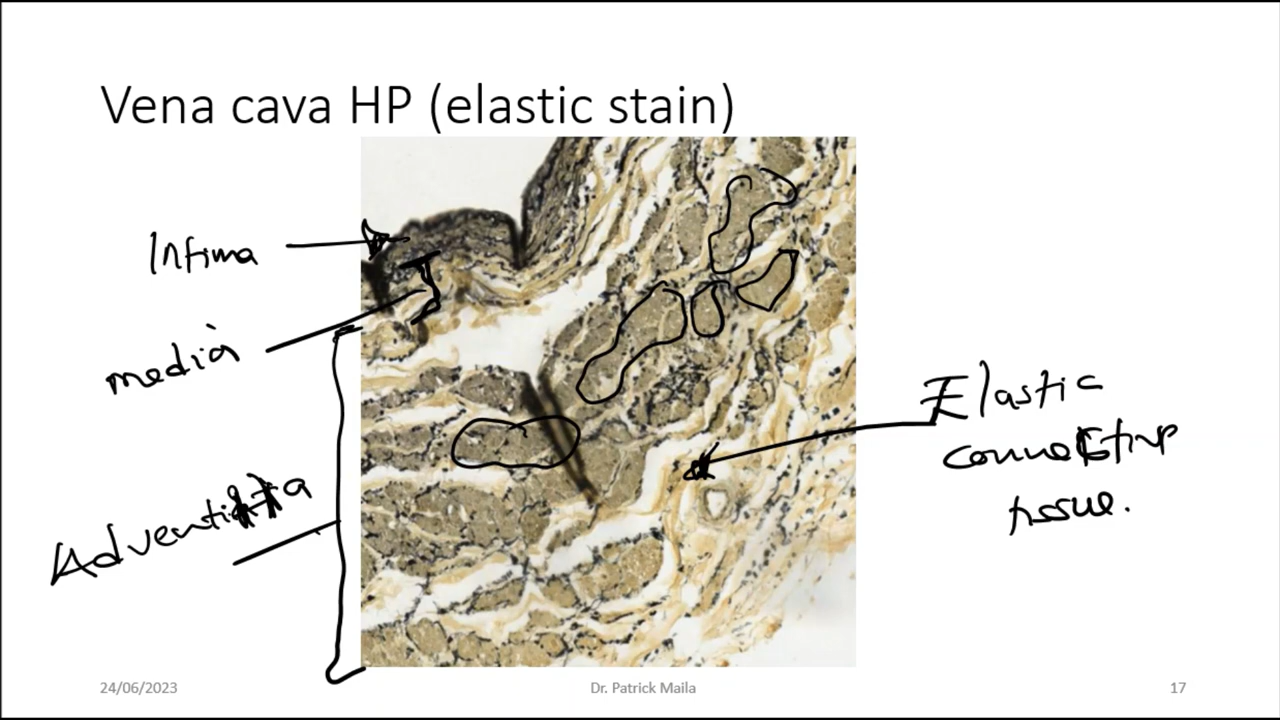 Vena cava HP (elastic stain)
Intima
media
Adventitia
Elastic
connective
tissue.
24/06/2023
Dr. Patrick Maila
17